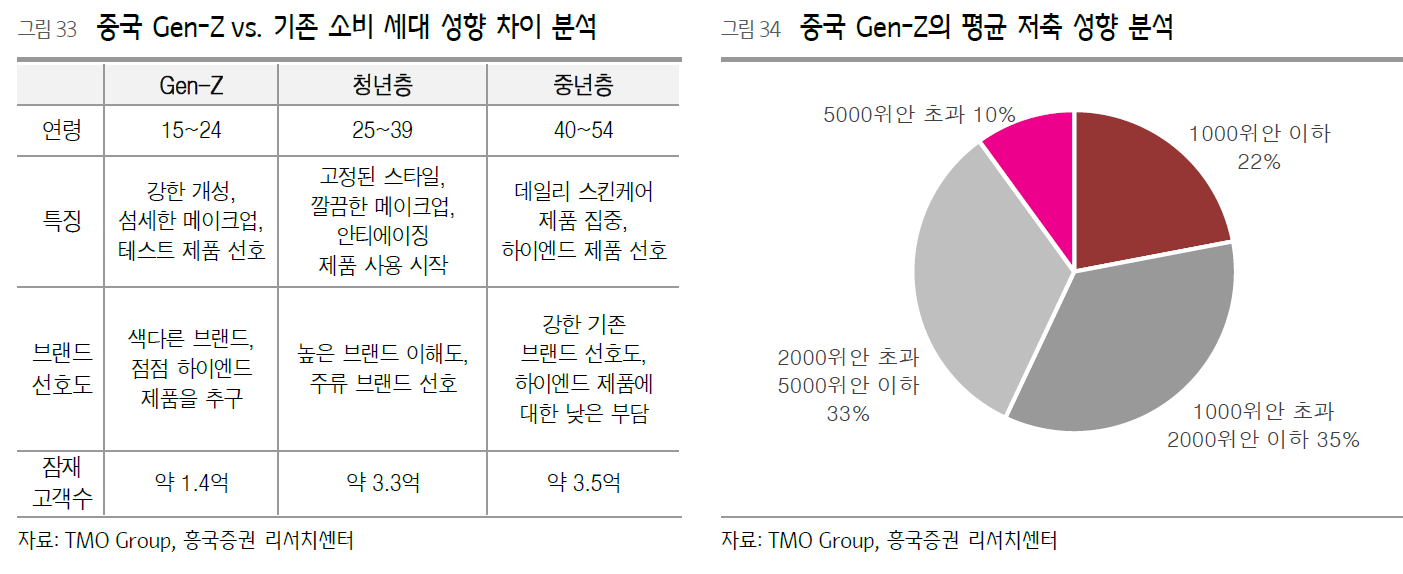 그림 33 중국 Gen-Z vs. 기존 소비 세대 성향 차이 분석
Gen-Z 청년층 중년층
연령 15~24 25~39 40~54
특징
강한 개성,
섬세한 메이크업,
테스트 제품 선호
고정된 스타일,
깔끔한 메이크업,
안티에이징
제품 사용 시작
데일리 스킨케어
제품 집중,
하이엔드 제품 선호
브랜드
선호도
색다른 브랜드,
점점 하이엔드
제품을 추구
높은 브랜드 이해도,
주류 브랜드 선호
강한 기존
브랜드 선호도,
하이엔드 제품에
대한 낮은 부담
잠재
고객수
약 1.4억 약 3.3억 약 3.5억
자료: TMO Group, 흥국증권 리서치센터
그림 34 중국 Gen-Z의 평균 저축 성향 분석
5000위안 초과 10%
1000위안 이하
22%
2000위안 초과
5000위안 이하
33%
1000위안 초과
2000위안 이하 35%
자료: TMO Group, 흥국증권 리서치센터